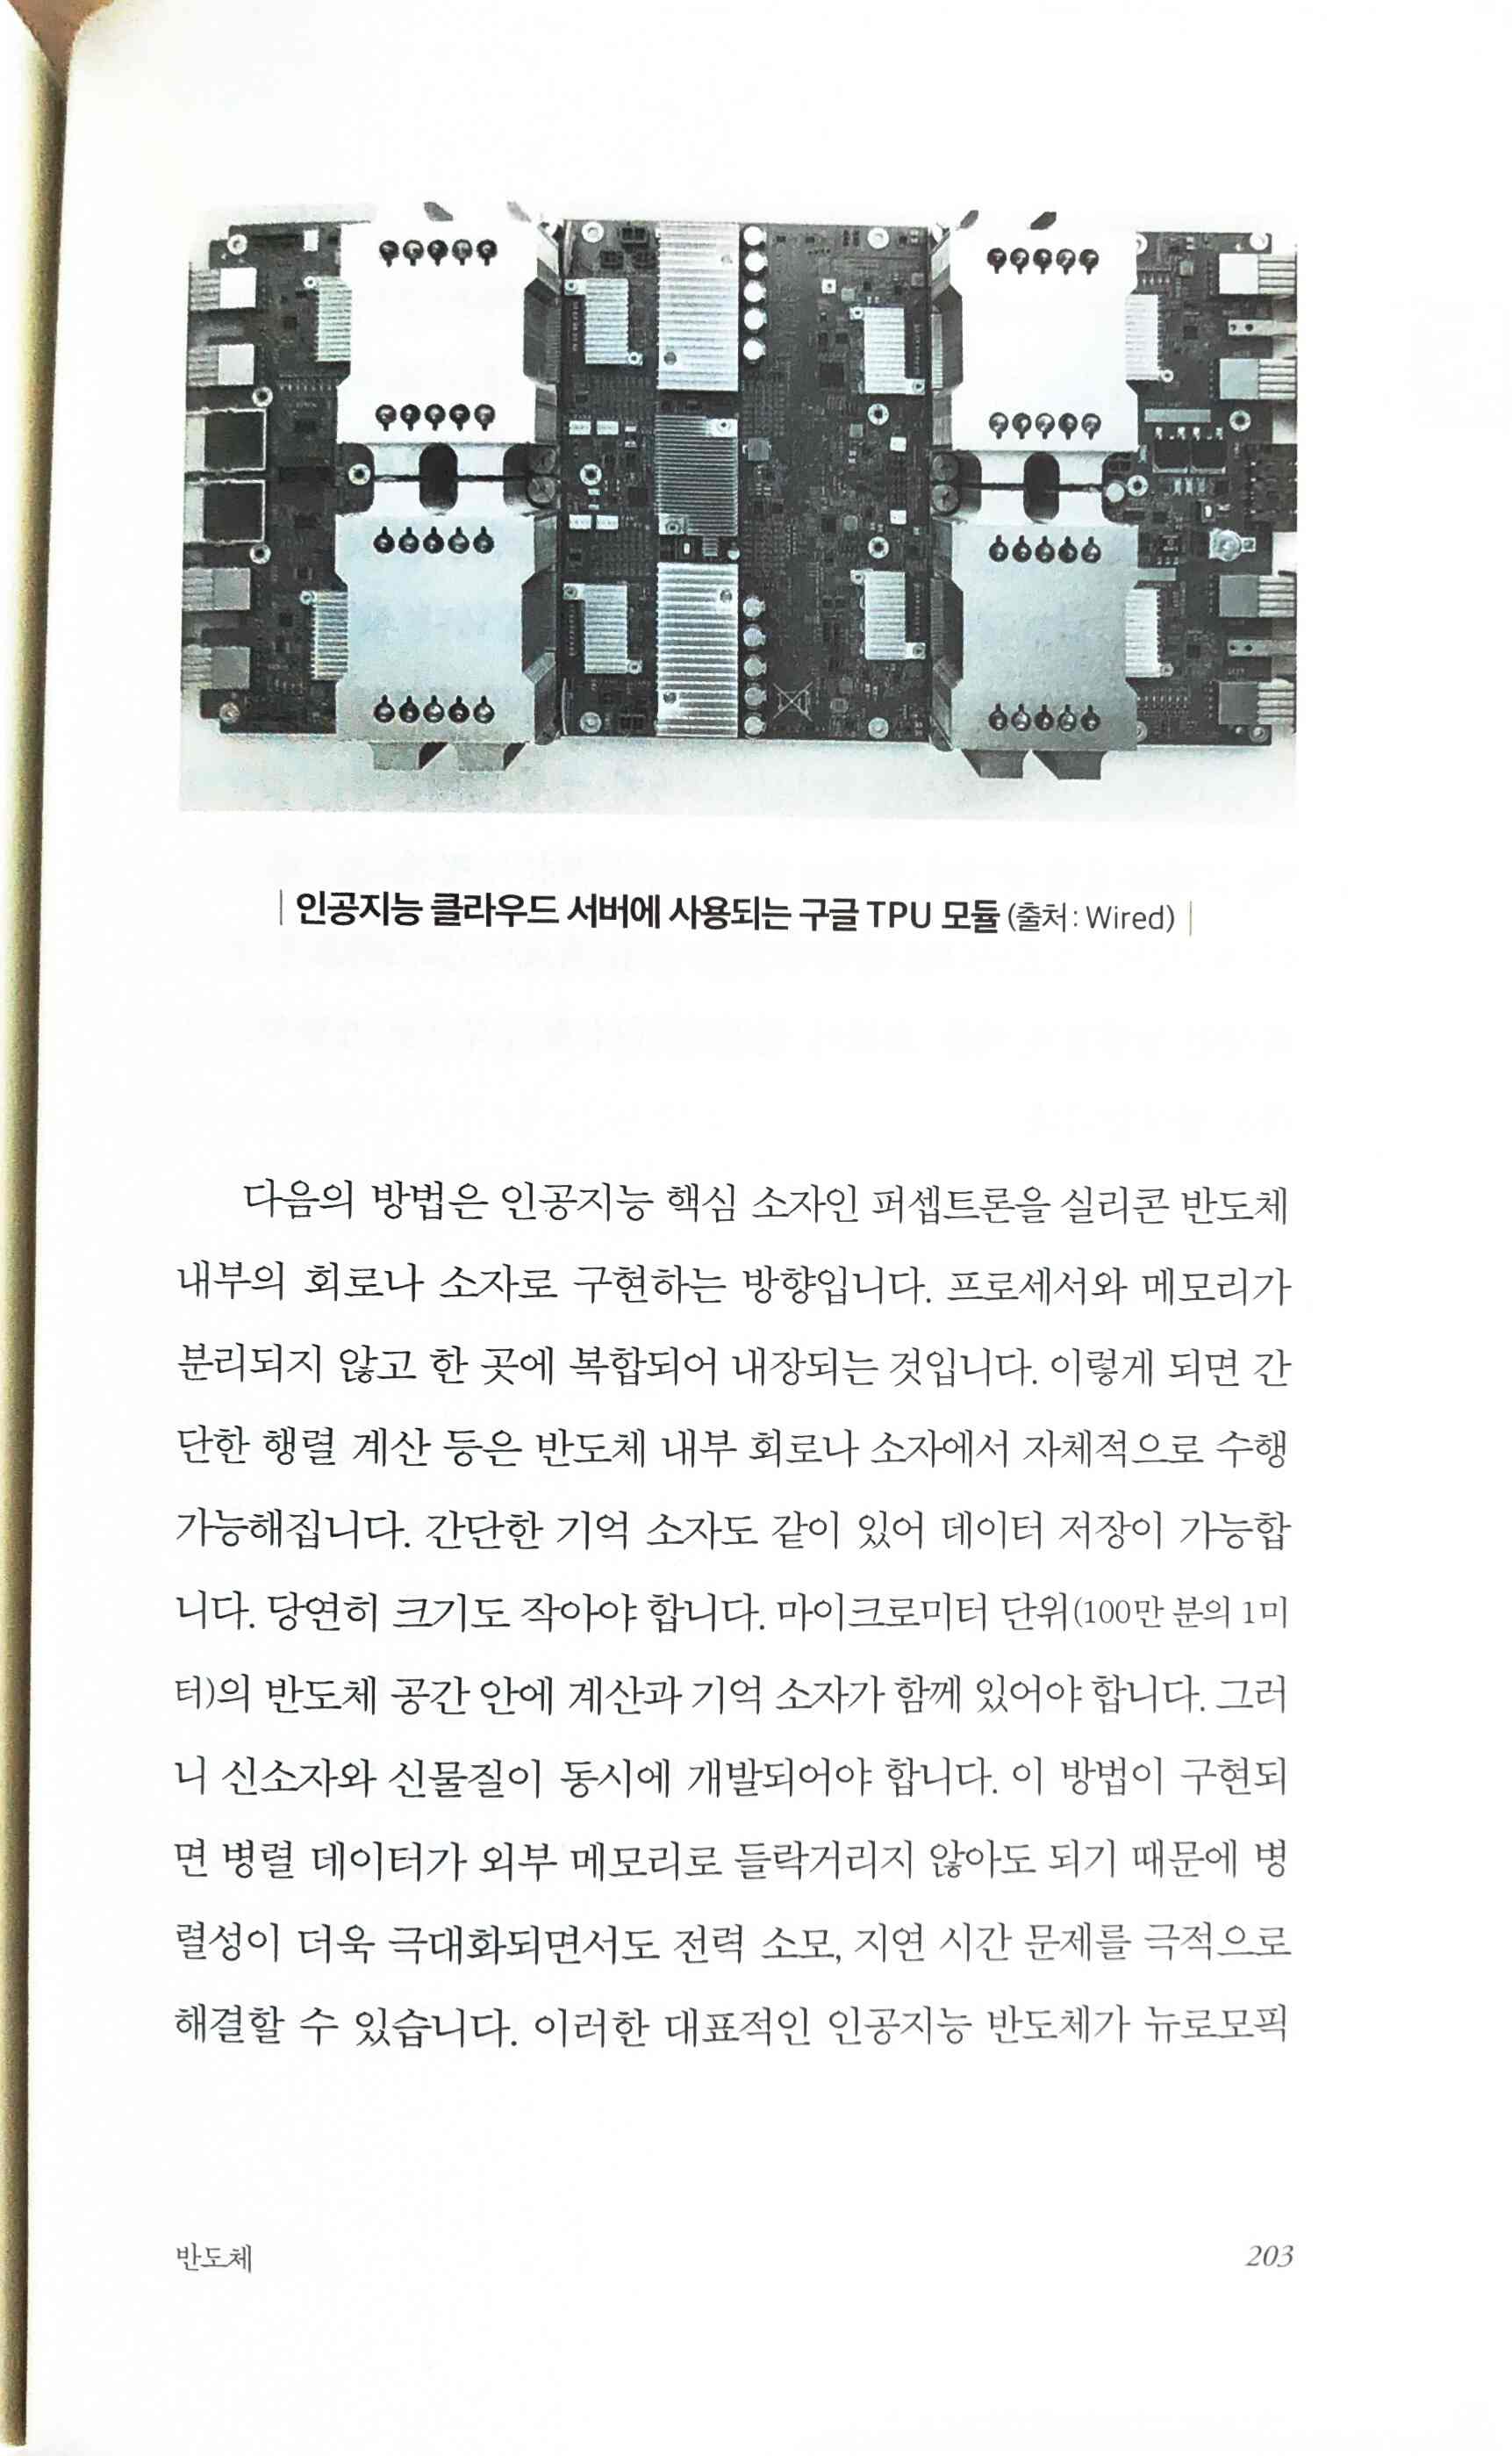 | 인공지능 클라우드 서버에 사용되는 구글 TPU 모듈 (출처 : Wired) |
다음의 방법은 인공지능 핵심 소자인 퍼셉트론을 실리콘 반도체
내부의 회로나 소자로 구현하는 방향입니다. 프로세서와 메모리가
분리되지 않고 한 곳에 복합되어 내장되는 것입니다. 이렇게 되면 간
단한 행렬 계산 등은 반도체 내부 회로나 소자에서 자체적으로 수행
가능해집니다. 간단한 기억 소자도 같이 있어 데이터 저장이 가능합
니다. 당연히 크기도 작아야 합니다. 마이크로미터 단위(100만 분의 1미
터)의 반도체 공간 안에 계산과 기억 소자가 함께 있어야 합니다. 그러
니 신소자와 신물질이 동시에 개발되어야 합니다. 이 방법이 구현되
면 병렬 데이터가 외부 메모리로 들락거리지 않아도 되기 때문에 병
렬성이 더욱 극대화되면서도 전력 소모, 지연 시간 문제를 극적으로
해결할 수 있습니다. 이러한 대표적인 인공지능 반도체가 뉴로모픽
반도체
203